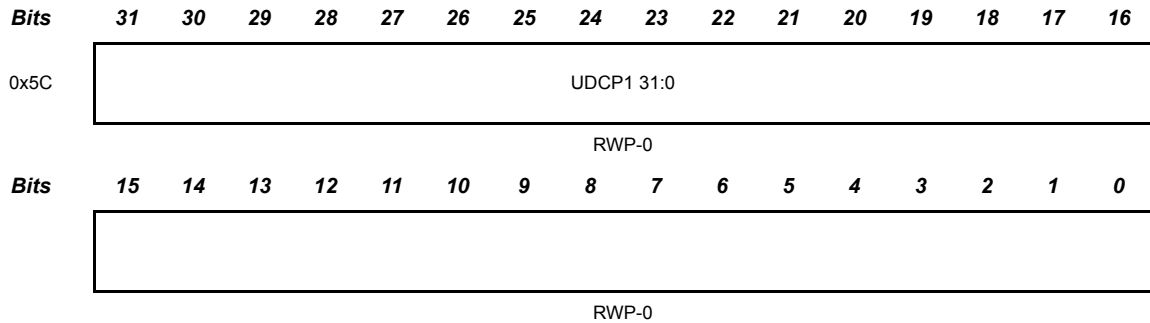 Bits 31 30 29 28 27 26 25 24 23 22 21 20 19 18 17 16
0x5C UDCP1 31:0
RWP-0
Bits 15 14 13 12 11 10 9 8 7 6 5 4 3 2 1 0
RWP-0